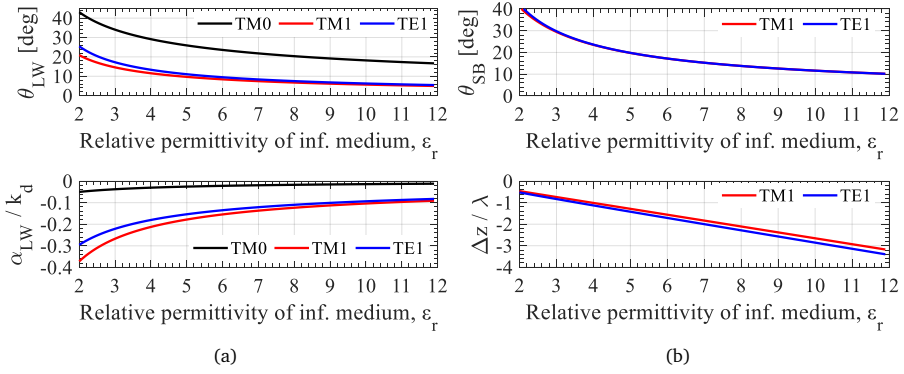 θLW [deg]
40
30
20
10
0
TM0 TM1 TE1
2 3 4 5 6 7 8 9 10 11 12
Relative permittivity of inf. medium, εr
αLW / kd
0
-0.1
-0.2
-0.3
-0.4
TM0 TM1 TE1
2 3 4 5 6 7 8 9 10 11 12
Relative permittivity of inf. medium, εr
(a)
θSB [deg]
40
30
20
10
0
TM1 TE1
2 3 4 5 6 7 8 9 10 11 12
Relative permittivity of inf. medium, εr
Δz / λ
0
-1
-2
-3
-4
TM1 TE1
2 3 4 5 6 7 8 9 10 11 12
Relative permittivity of inf. medium, εr
(b)